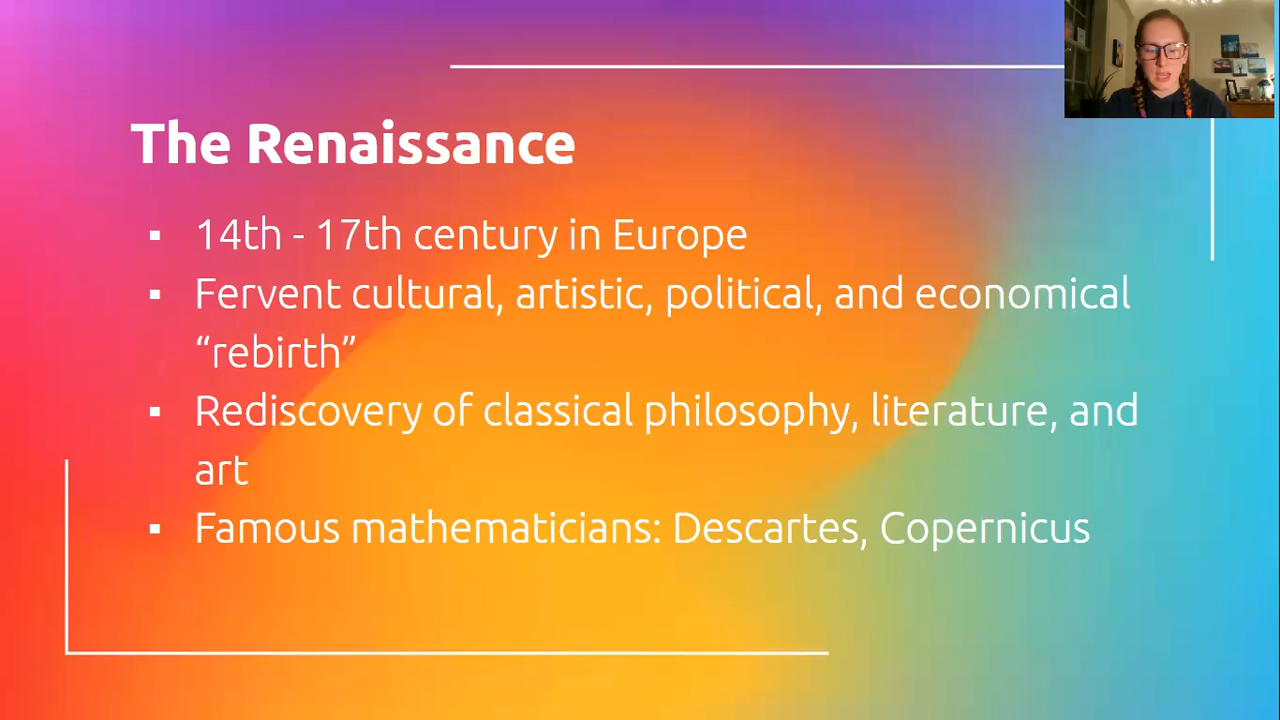 The Renaissance
▪ 14th - 17th century in Europe
▪ Fervent cultural, artistic, political, and economical
“rebirth”
▪ Rediscovery of classical philosophy, literature, and
art
▪ Famous mathematicians: Descartes, Copernicus